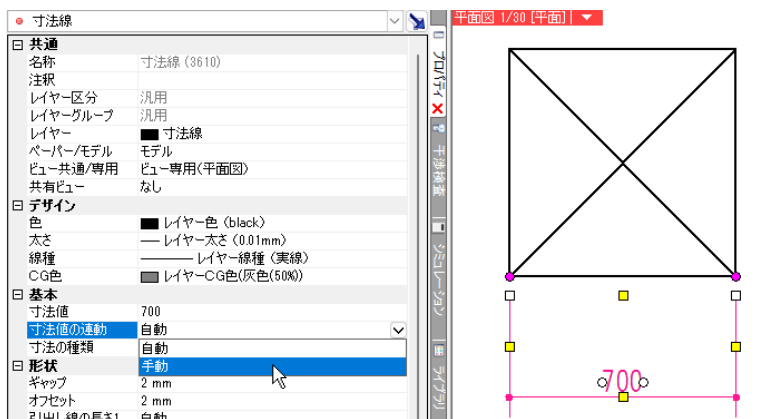 寸法線
共通
名称 寸法線 (3610)
注釈
レイヤー区分 汎用
レイヤーグループ 汎用
レイヤー 寸法線
ペーパー/モデル モデル
ビュー共通/専用 ビュー専用(平面図)
共有ビュー なし
デザイン
色 レイヤー色 (black)
太さ レイヤー太さ (0.01mm)
線種 レイヤー線種 (実線)
CG色 レイヤーCG色(灰色(50%))
基本
寸法値 700
寸法値の連動 自動
寸法の種類 自動
手動
形状
ギャップ 2 mm
オフセット 2 mm
引出し線の長さ1 自動
プロパティ
干渉検査
シミュレーション
ライブラリ
平面図 1/30 [平面]
700